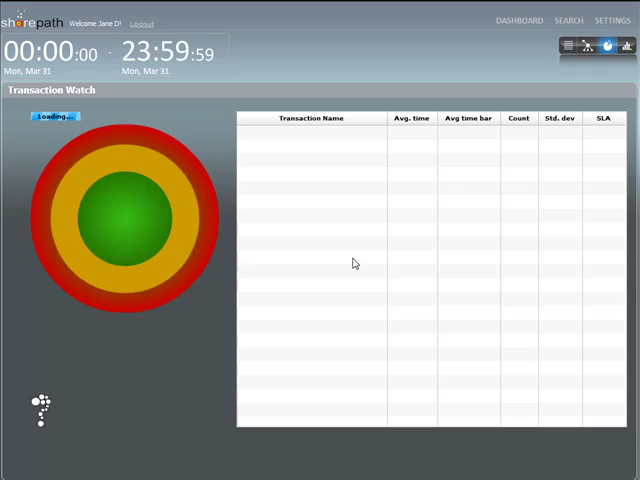 sharepath Welcome Jane D! Logout
DASHBOARD SEARCH SETTINGS
00:00:00 - 23:59:59
Mon, Mar 31 Mon, Mar 31
Transaction Watch
Loading...
Transaction Name Avg. time Avg time bar Count Std. dev SLA